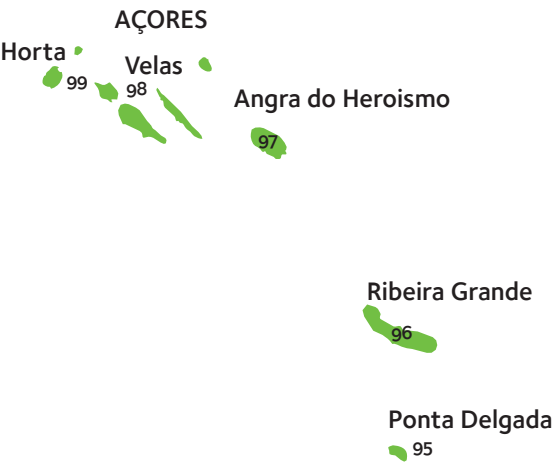 AÇORES
Horta
Velas
99
98
Angra do Heroismo
97
Ribeira Grande
96
Ponta Delgada
95